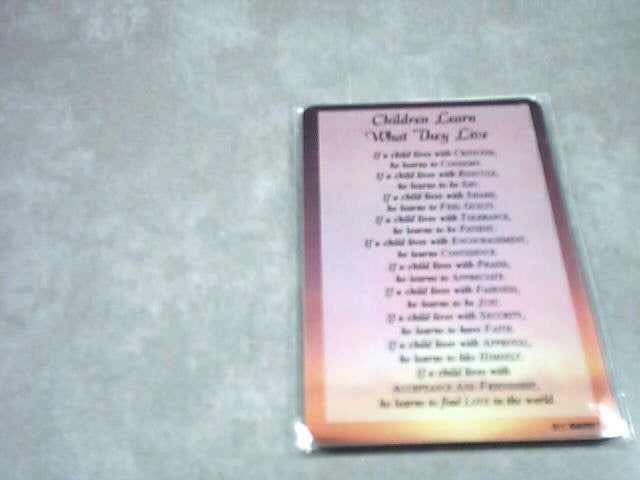 Children Learn
What They Live
If a child lives with CRITICISM,
he learns to CONDEMN.
If a child lives with RIDICULE,
he learns to be SHY.
If a child lives with SHAME,
he learns to FEEL GUILTY.
If a child lives with TOLERANCE,
he learns to be PATIENT.
If a child lives with ENCOURAGEMENT,
he learns CONFIDENCE.
If a child lives with PRAISE,
he learns to APPRECIATE.
If a child lives with FAIRNESS,
he learns to be JUST.
If a child lives with SECURITY,
he learns to have FAITH.
If a child lives with APPROVAL,
he learns to like HIMSELF.
If a child lives with
ACCEPTANCE AND FRIENDSHIP,
he learns to find LOVE in the world